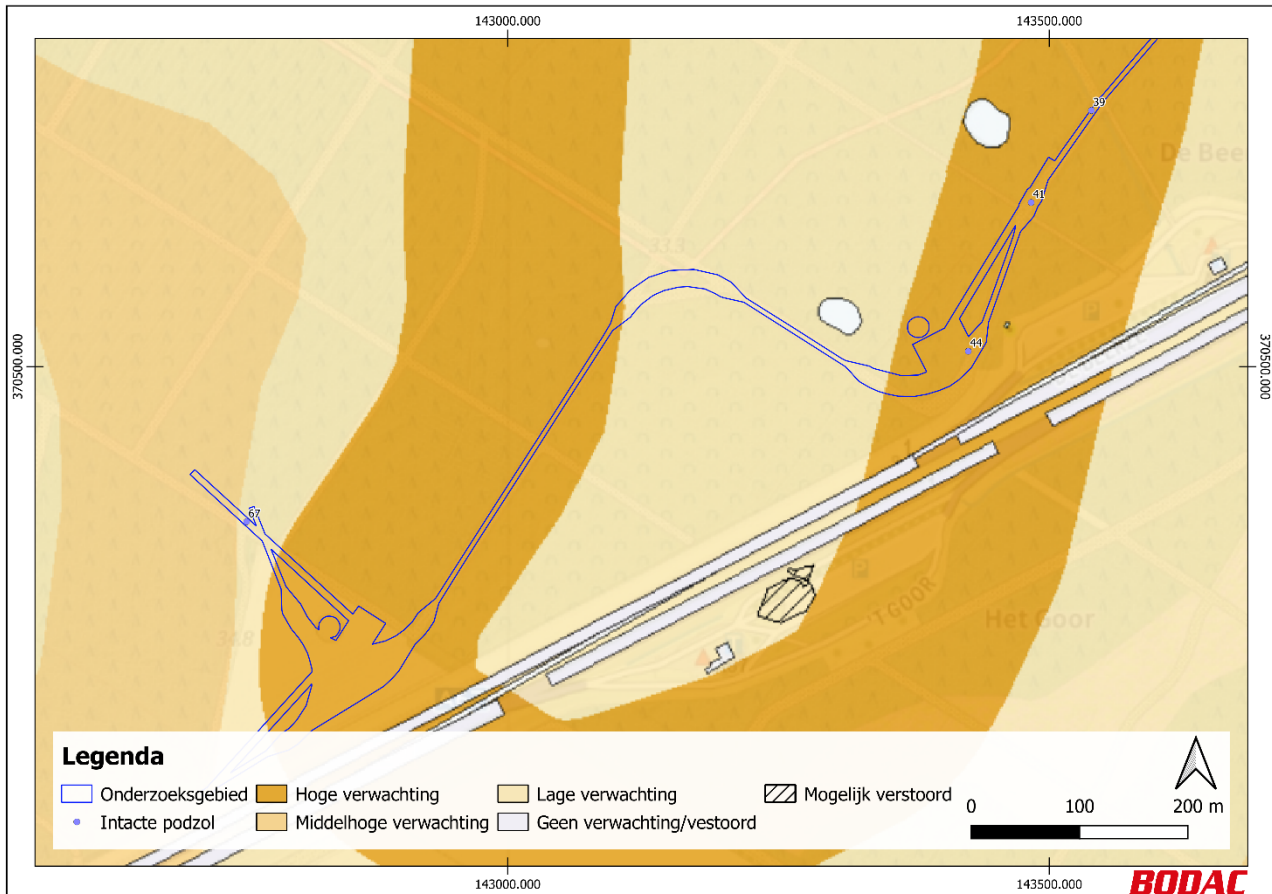 143000.000
143500.000
39
De Bee
41
33.3
370500.000
370500.000
44
67
'T GOOR
Het Goor
34.8
Legenda
Onderzoeksgebied
Hoge verwachting
Lage verwachting
Mogelijk verstoord
Intacte podzol
Middelhoge verwachting
Geen verwachting/vestoord
0
100
200 m
143000.000
143500.000
BODAC